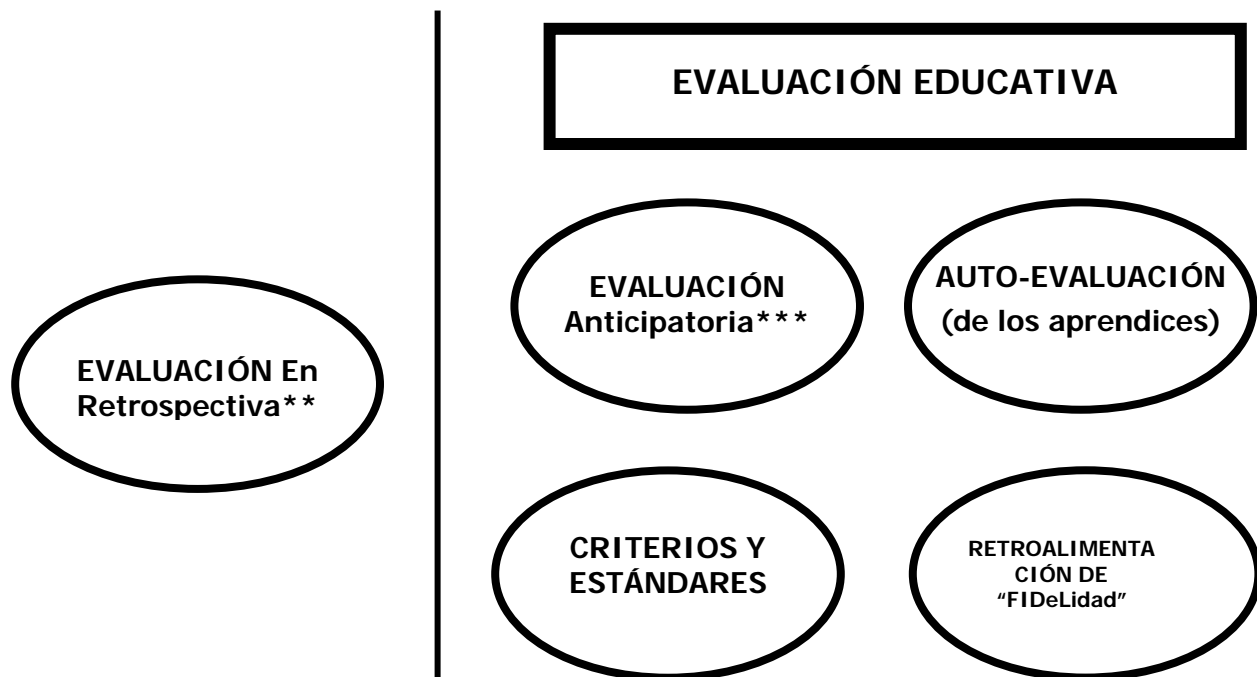 EVALUACIÓN EDUCATIVA
EVALUACIÓN En
Retrospectiva**
EVALUACIÓN
Anticipatoria***
AUTO-EVALUACIÓN
(de los aprendices)
CRITERIOS Y
ESTÁNDARES
RETROALIMENTA
CIÓN DE
“FIDeLidad”